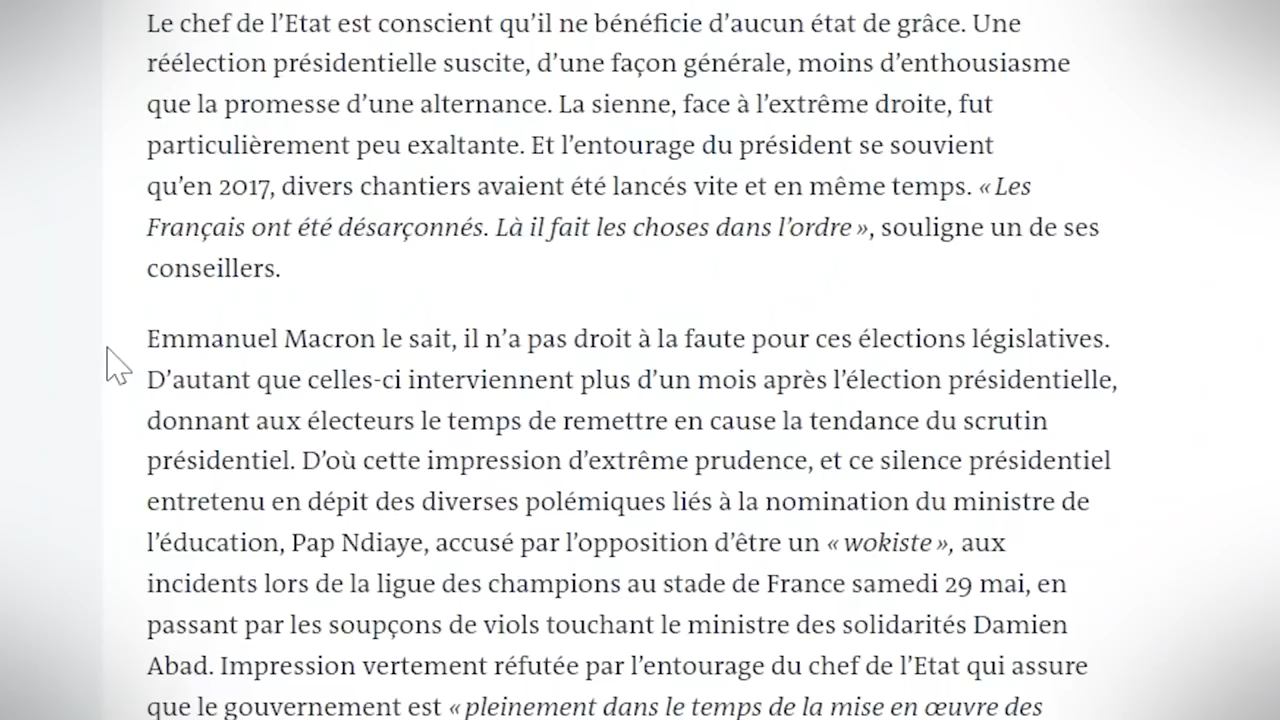 Le chef de l’Etat est conscient qu’il ne bénéficie d’aucun état de grâce. Une
réélection présidentielle suscite, d’une façon générale, moins d’enthousiasme
que la promesse d’une alternance. La sienne, face à l’extrême droite, fut
particulièrement peu exaltante. Et l’entourage du président se souvient
qu’en 2017, divers chantiers avaient été lancés vite et en même temps. « Les
Français ont été désarçonnés. Là il fait les choses dans l’ordre », souligne un de ses
conseillers.
Emmanuel Macron le sait, il n’a pas droit à la faute pour ces élections législatives.
D’autant que celles-ci interviennent plus d’un mois après l’élection présidentielle,
donnant aux électeurs le temps de remettre en cause la tendance du scrutin
présidentiel. D’où cette impression d’extrême prudence, et ce silence présidentiel
entretenu en dépit des diverses polémiques liés à la nomination du ministre de
l’éducation, Pap Ndiaye, accusé par l’opposition d’être un « wokiste », aux
incidents lors de la ligue des champions au stade de France samedi 29 mai, en
passant par les soupçons de viols touchant le ministre des solidarités Damien
Abad. Impression vertement réfutée par l’entourage du chef de l’Etat qui assure
que le gouvernement est « pleinement dans le temps de la mise en œuvre des